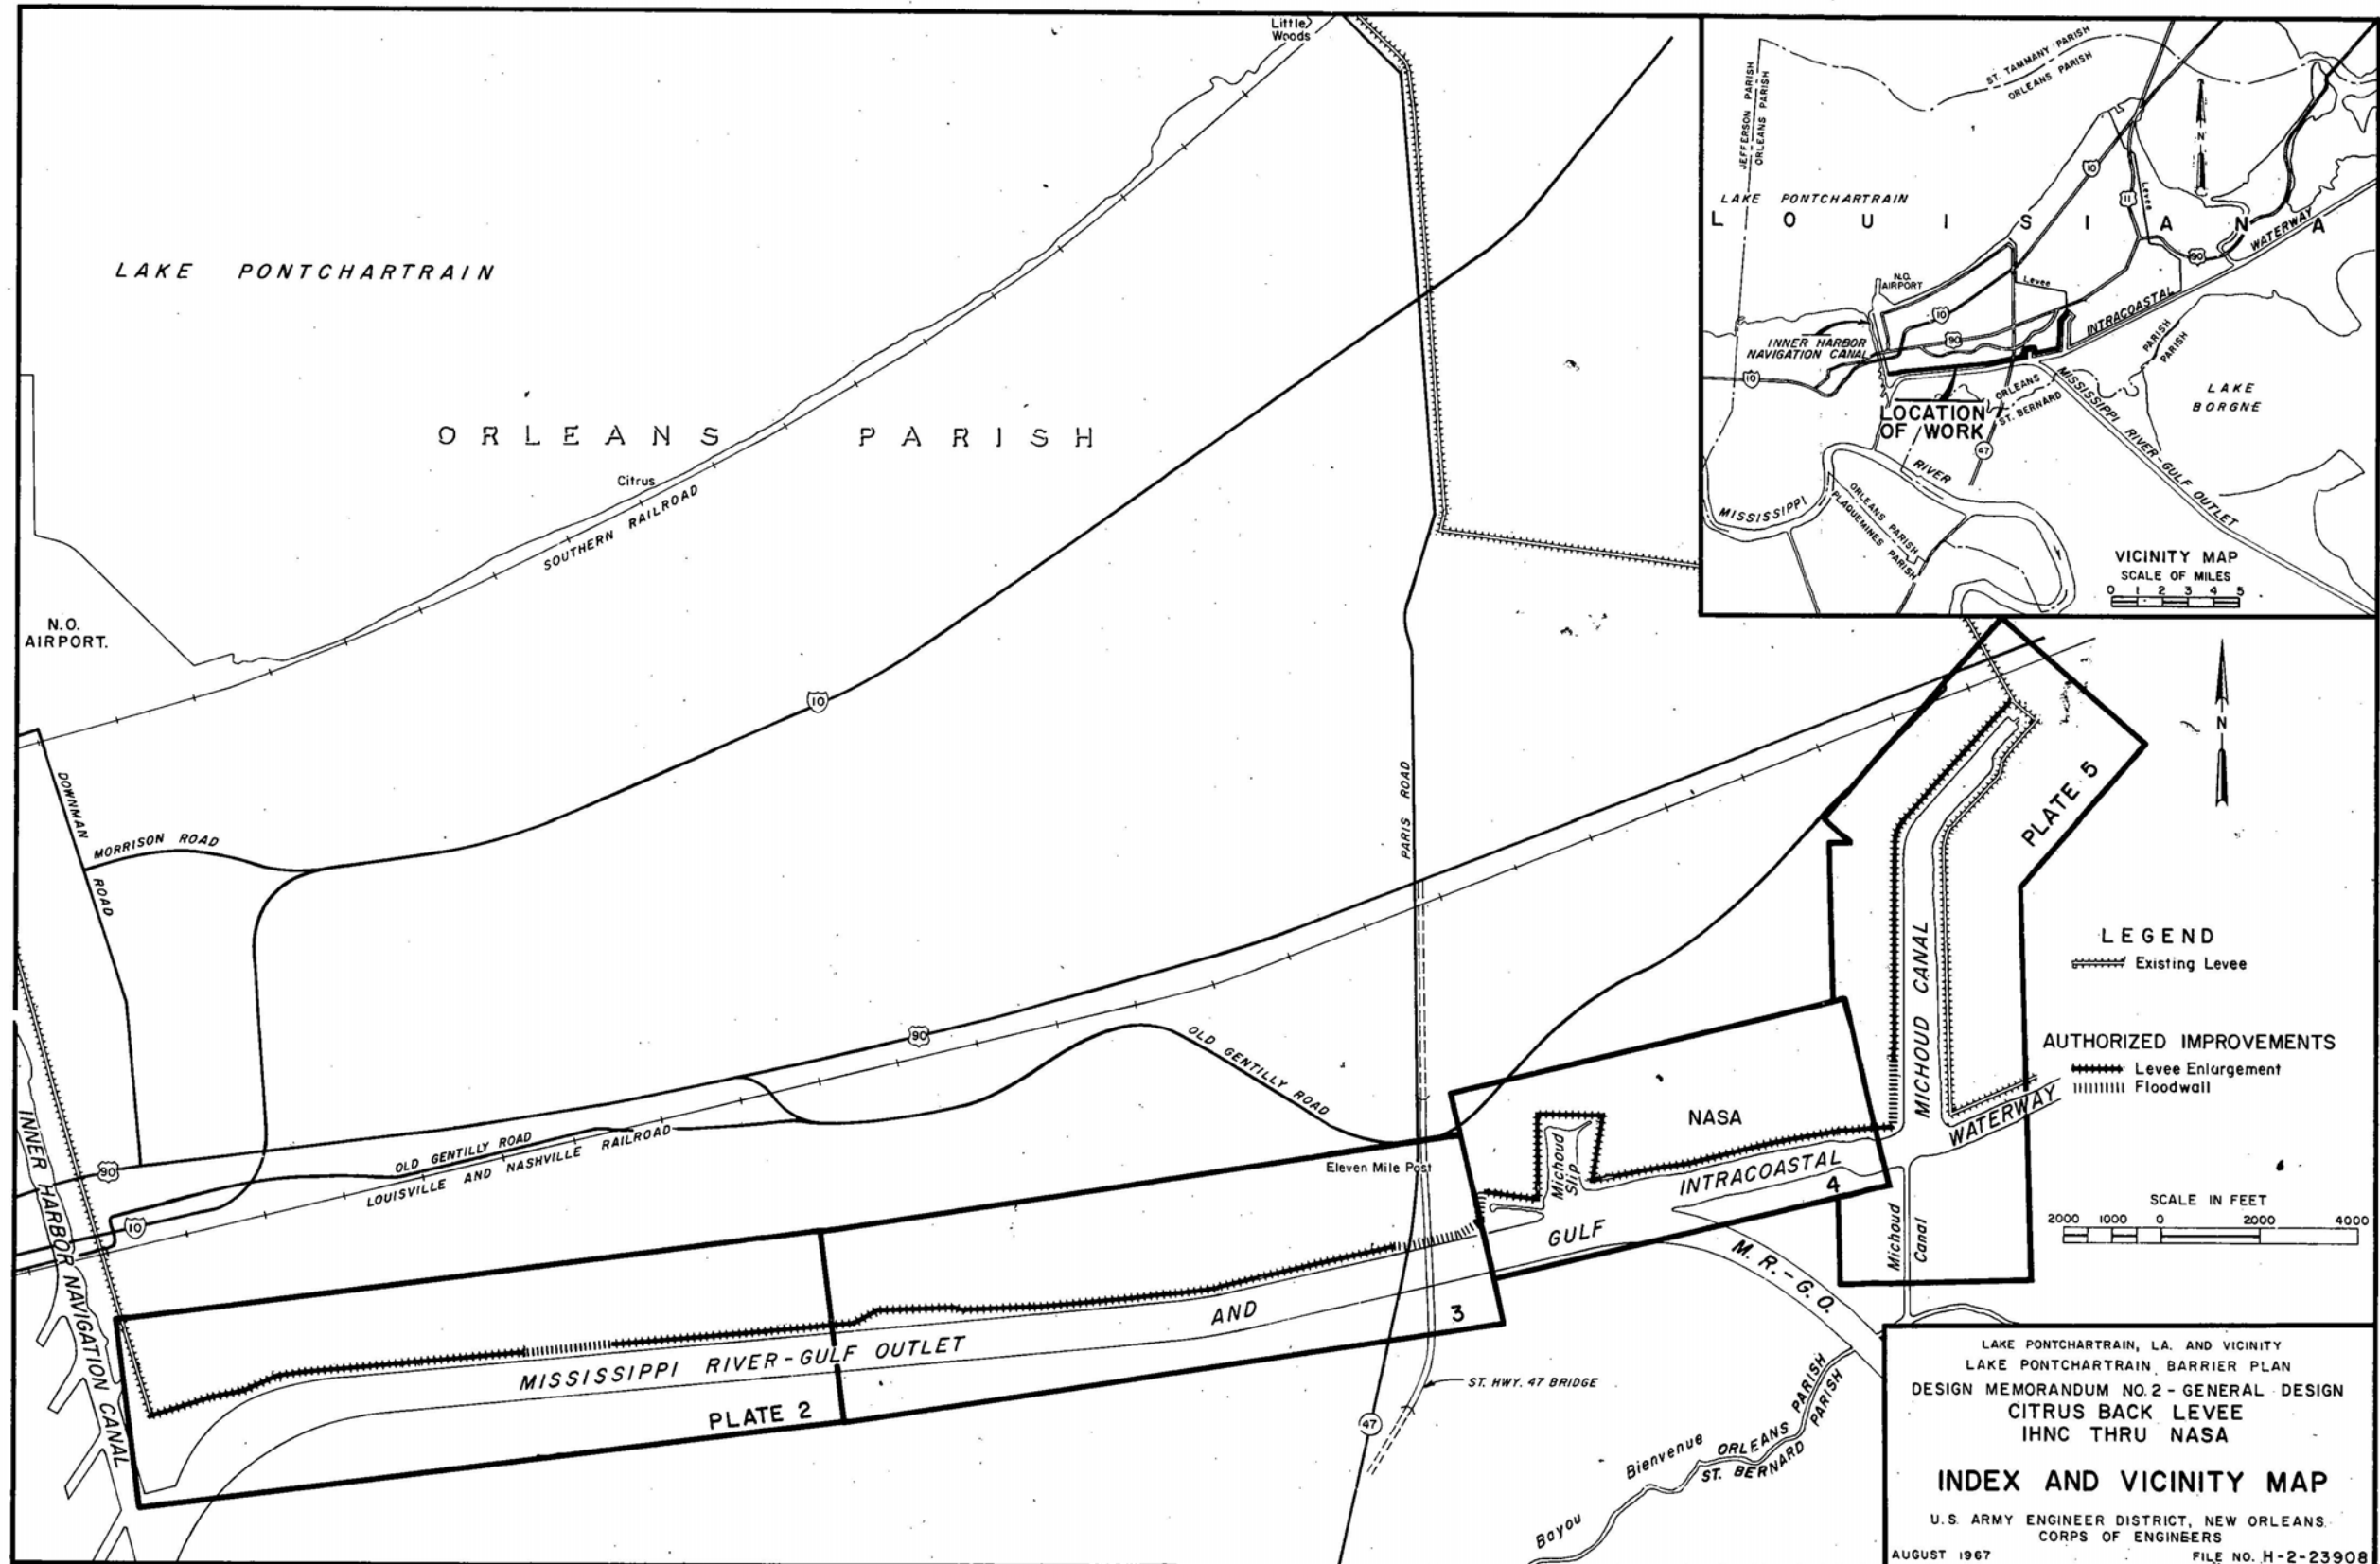 Little
Woods
LAKE PONTCHARTRAIN
ORLEANS PARISH
Citrus
SOUTHERN RAILROAD
N.O.
AIRPORT.
10
DOWNMAN
ROAD
MORRISON ROAD
PARIS ROAD
90
OLD GENTILLY ROAD
OLD GENTILLY ROAD
LOUISVILLE AND NASHVILLE RAILROAD
90
10
INNER HARBOR NAVIGATION CANAL
Eleven Mile Post
MISSISSIPPI RIVER-GULF OUTLET
AND
GULF
INTRACOASTAL
WATERWAY
PLATE 2
3
4
PLATE 5
NASA
Michoud
Slip
MICHOUD CANAL
Michoud
Canal
M. R.-G. O.
ST. HWY. 47 BRIDGE
47
Bayou
Bienvenue
ORLEANS PARISH
ST. BERNARD PARISH
JEFFERSON PARISH
ORLEANS PARISH
ST. TAMMANY PARISH
ORLEANS PARISH
N
10
11
Levee
LAKE PONTCHARTRAIN
LOUISIANA
WATERWAY
90
N.O.
AIRPORT
Levee
10
INTRACOASTAL
INNER HARBOR
NAVIGATION CANAL
90
PARISH
PARISH
10
ORLEANS
ST. BERNARD
LAKE
BORGNE
LOCATION
OF WORK
47
MISSISSIPPI RIVER-GULF OUTLET
RIVER
MISSISSIPPI
ORLEANS PARISH
PLAQUEMINES PARISH
VICINITY MAP
SCALE OF MILES
0 1 2 3 4 5
N
LEGEND
Existing Levee
AUTHORIZED IMPROVEMENTS
Levee Enlargement
Floodwall
SCALE IN FEET
2000 1000 0 2000 4000
LAKE PONTCHARTRAIN, LA. AND VICINITY
LAKE PONTCHARTRAIN BARRIER PLAN
DESIGN MEMORANDUM NO. 2 - GENERAL DESIGN
CITRUS BACK LEVEE
IHNC THRU NASA
INDEX AND VICINITY MAP
U.S. ARMY ENGINEER DISTRICT, NEW ORLEANS
CORPS OF ENGINEERS
AUGUST 1967 FILE NO. H-2-23908